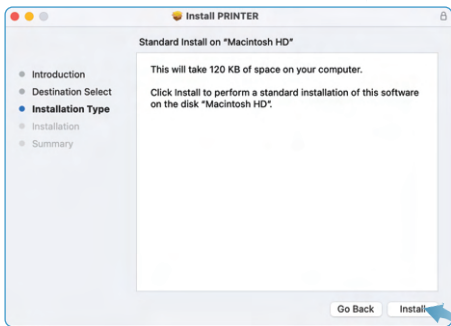 Install PRINTER
Standard Install on "Macintosh HD"
Introduction
Destination Select
Installation Type
Installation
Summary
This will take 120 KB of space on your computer.
Click Install to perform a standard installation of this software
on the disk "Macintosh HD".
Go Back
Install